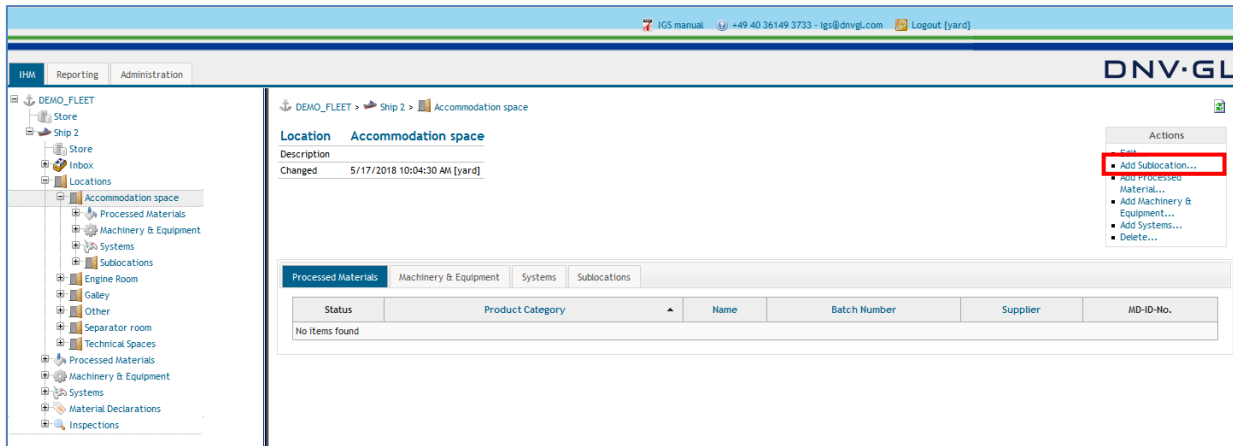 IGS manual +49 40 36149 3733 - igs@dnvgl.com Logout [yard]
IHM Reporting Administration
DNV·GL
DEMO_FLEET
Store
Ship 2
Store
Inbox
Locations
Accommodation space
Processed Materials
Machinery & Equipment
Systems
Sublocations
Engine Room
Galley
Other
Separator room
Technical Spaces
Processed Materials
Machinery & Equipment
Systems
Material Declarations
Inspections
DEMO_FLEET > Ship 2 > Accommodation space
Location Accommodation space
Description
Changed 5/17/2018 10:04:30 AM [yard]
Actions
Edit
Add Sublocation...
Add Processed
Material...
Add Machinery &
Equipment...
Add Systems...
Delete...
Processed Materials Machinery & Equipment Systems Sublocations
Status Product Category Name Batch Number Supplier MD-ID-No.
No items found